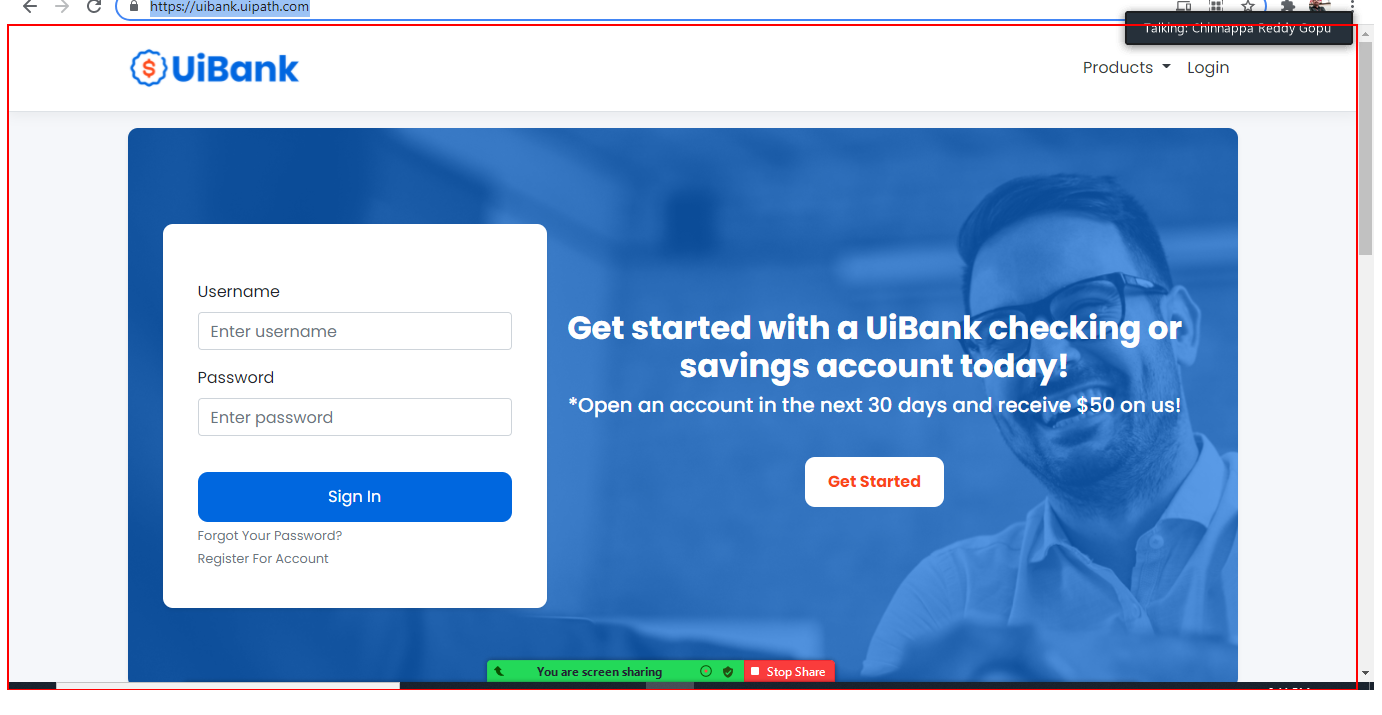 https://uibank.uipath.com
Talking: Chinnappa Reddy Gopu
UiBank
Products Login
Username
Enter username
Password
Enter password
Sign In
Forgot Your Password?
Register For Account
Get started with a UiBank checking or
savings account today!
*Open an account in the next 30 days and receive $50 on us!
Get Started
You are screen sharing
Stop Share